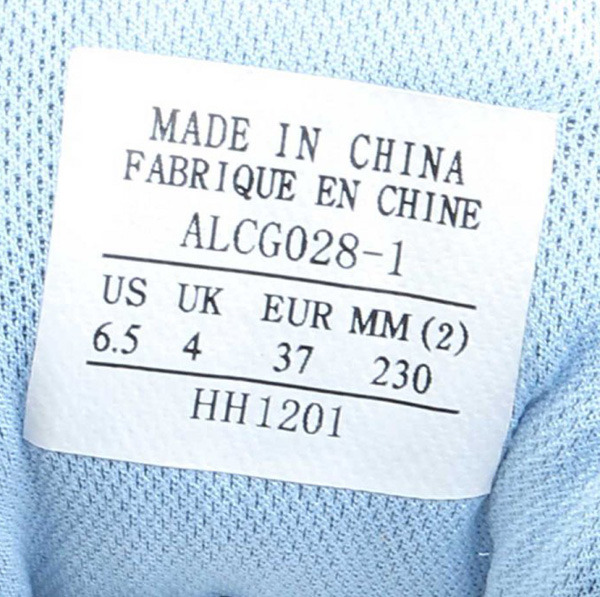 MADE IN CHINA
FABRIQUE EN CHINE
ALCG028-1
US UK EUR MM (2)
6.5 4 37 230
HH1201